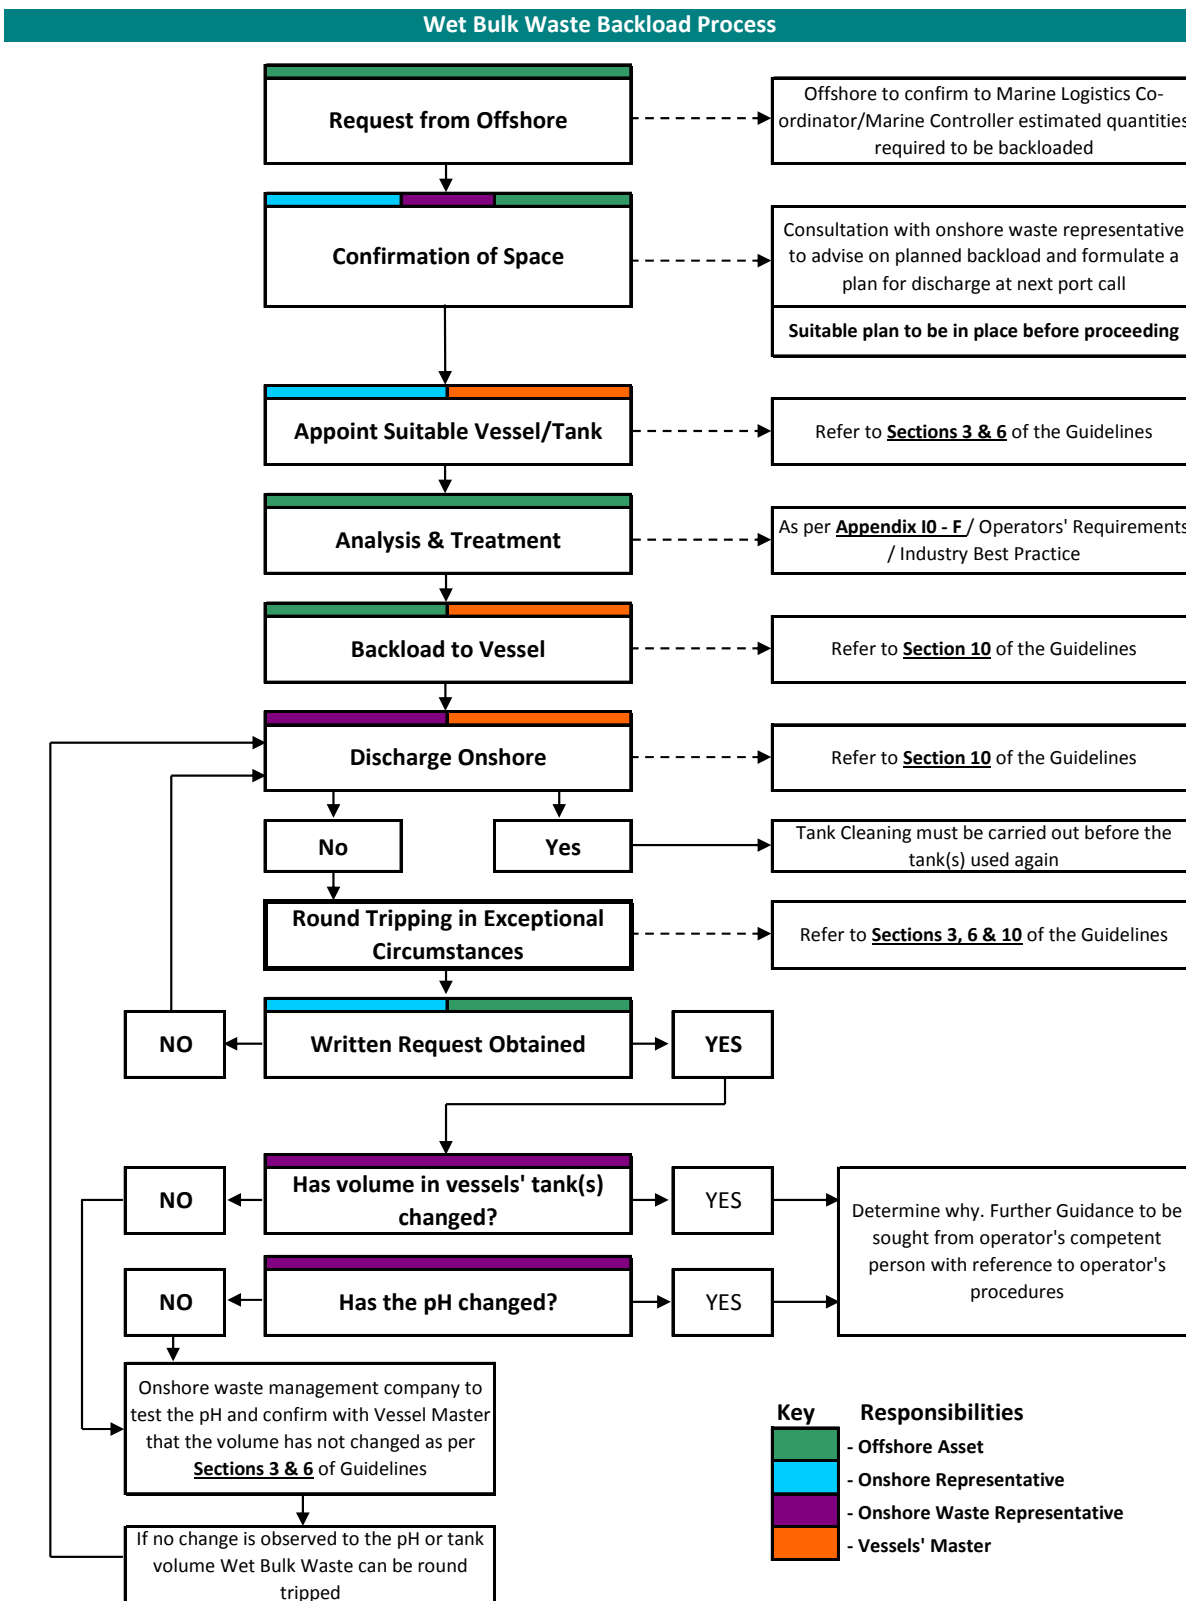 Wet Bulk Waste Backload Process
Request from Offshore
Offshore to confirm to Marine Logistics Co-
ordinator/Marine Controller estimated quantities
required to be backloaded
Confirmation of Space
Consultation with onshore waste representative
to advise on planned backload and formulate a
plan for discharge at next port call
Suitable plan to be in place before proceeding
Appoint Suitable Vessel/Tank
Refer to Sections 3 & 6 of the Guidelines
Analysis & Treatment
As per Appendix I0 - F / Operators' Requirements
/ Industry Best Practice
Backload to Vessel
Refer to Section 10 of the Guidelines
Discharge Onshore
Refer to Section 10 of the Guidelines
No
Yes
Tank Cleaning must be carried out before the
tank(s) used again
Round Tripping in Exceptional
Circumstances
Refer to Sections 3, 6 & 10 of the Guidelines
NO
Written Request Obtained
YES
NO
Has volume in vessels' tank(s)
changed?
YES
Determine why. Further Guidance to be
sought from operator's competent
person with reference to operator's
procedures
NO
Has the pH changed?
YES
Onshore waste management company to
test the pH and confirm with Vessel Master
that the volume has not changed as per
Sections 3 & 6 of Guidelines
If no change is observed to the pH or tank
volume Wet Bulk Waste can be round
tripped
Key Responsibilities
- Offshore Asset
- Onshore Representative
- Onshore Waste Representative
- Vessels' Master